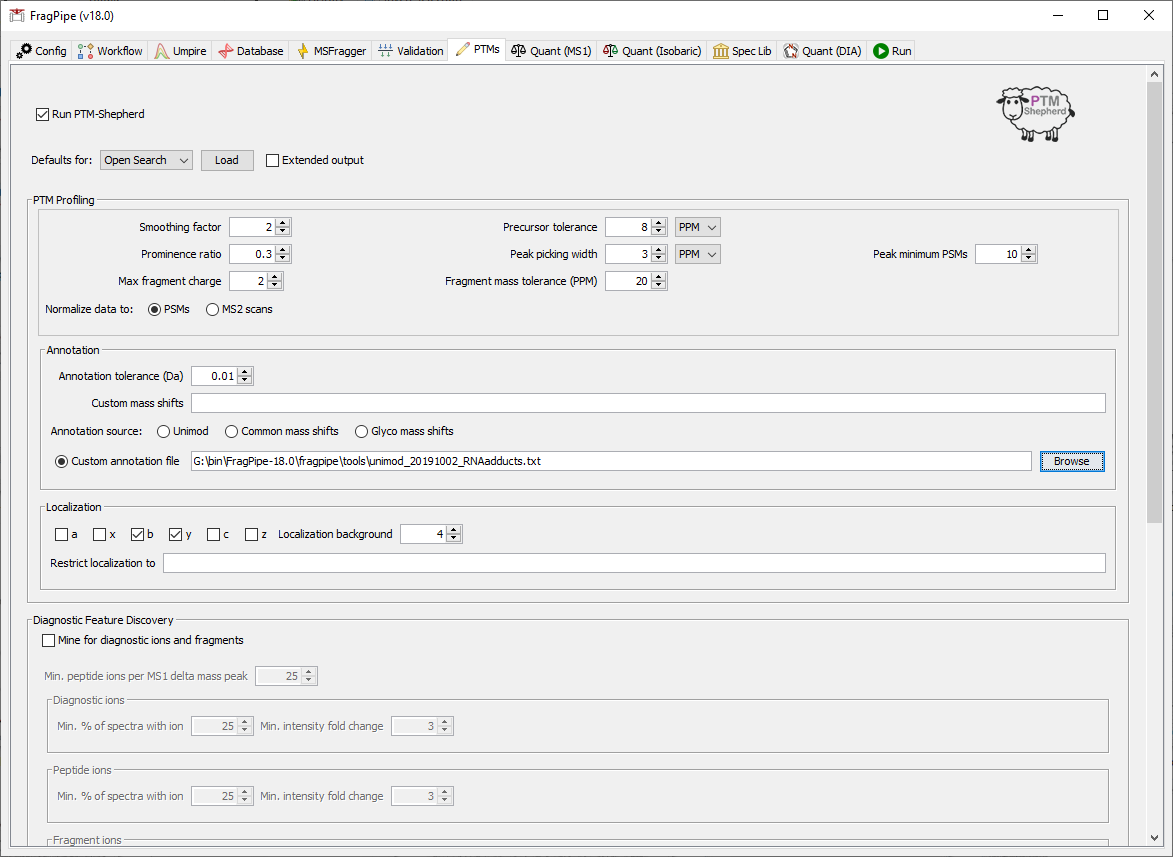 FragPipe (v18.0)
Config Workflow Umpire Database MSFragger Validation PTMs Quant (MS1) Quant (Isobaric) Spec Lib Quant (DIA) Run
Run PTM-Shepherd
PTM
Shepherd
Defaults for: Open Search Load Extended output
PTM Profiling
Smoothing factor 2 Precursor tolerance 8 PPM
Prominence ratio 0.3 Peak picking width 3 PPM Peak minimum PSMs 10
Max fragment charge 2 Fragment mass tolerance (PPM) 20
Normalize data to: PSMs MS2 scans
Annotation
Annotation tolerance (Da) 0.01
Custom mass shifts
Annotation source: Unimod Common mass shifts Glyco mass shifts
Custom annotation file G:\bin\FragPipe-18.0\fragpipe\tools\unimod_20191002_RNAadducts.txt Browse
Localization
a x b y c z Localization background 4
Restrict localization to
Diagnostic Feature Discovery
Mine for diagnostic ions and fragments
Min. peptide ions per MS1 delta mass peak 25
Diagnostic ions
Min. % of spectra with ion 25 Min. intensity fold change 3
Peptide ions
Min. % of spectra with ion 25 Min. intensity fold change 3
Fragment ions